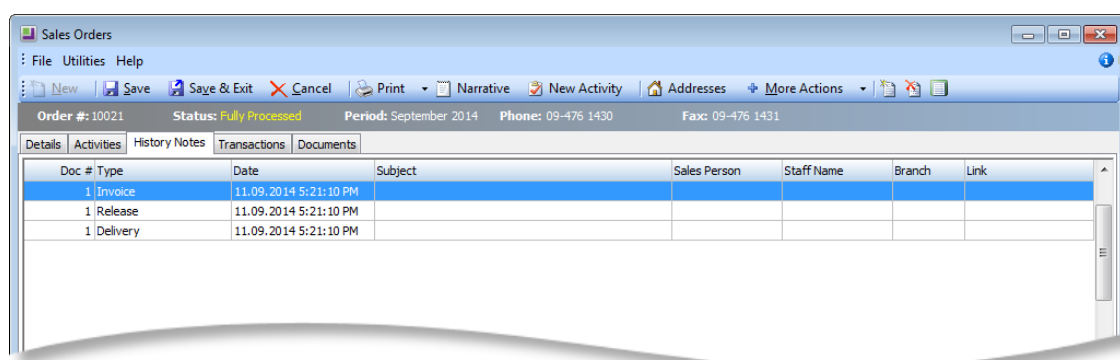 Sales Orders
File Utilities Help
New Save Save & Exit Cancel Print Narrative New Activity Addresses More Actions
Order #: 10021 Status: Fully Processed Period: September 2014 Phone: 09-476 1430 Fax: 09-476 1431
Details Activities History Notes Transactions Documents
Doc # Type Date Subject Sales Person Staff Name Branch Link
1 Invoice 11.09.2014 5:21:10 PM
1 Release 11.09.2014 5:21:10 PM
1 Delivery 11.09.2014 5:21:10 PM